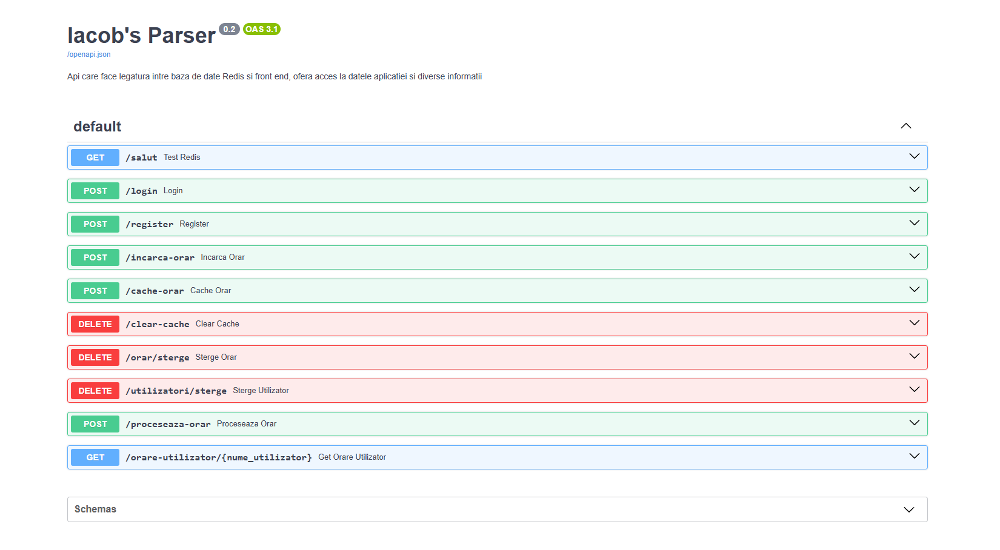 Iacob's Parser 0.2 OAS 3.1
/openapi.json
Api care face legatura intre baza de date Redis si front end, ofera acces la datele aplicatiei si diverse informatii
default
GET /salut Test Redis
POST /login Login
POST /register Register
POST /incarca-orar Incarca Orar
POST /cache-orar Cache Orar
DELETE /clear-cache Clear Cache
DELETE /orar/sterge Sterge Orar
DELETE /utilizatori/sterge Sterge Utilizator
POST /proceseaza-orar Proceseaza Orar
GET /orare-utilizator/{nume_utilizator} Get Orare Utilizator
Schemas